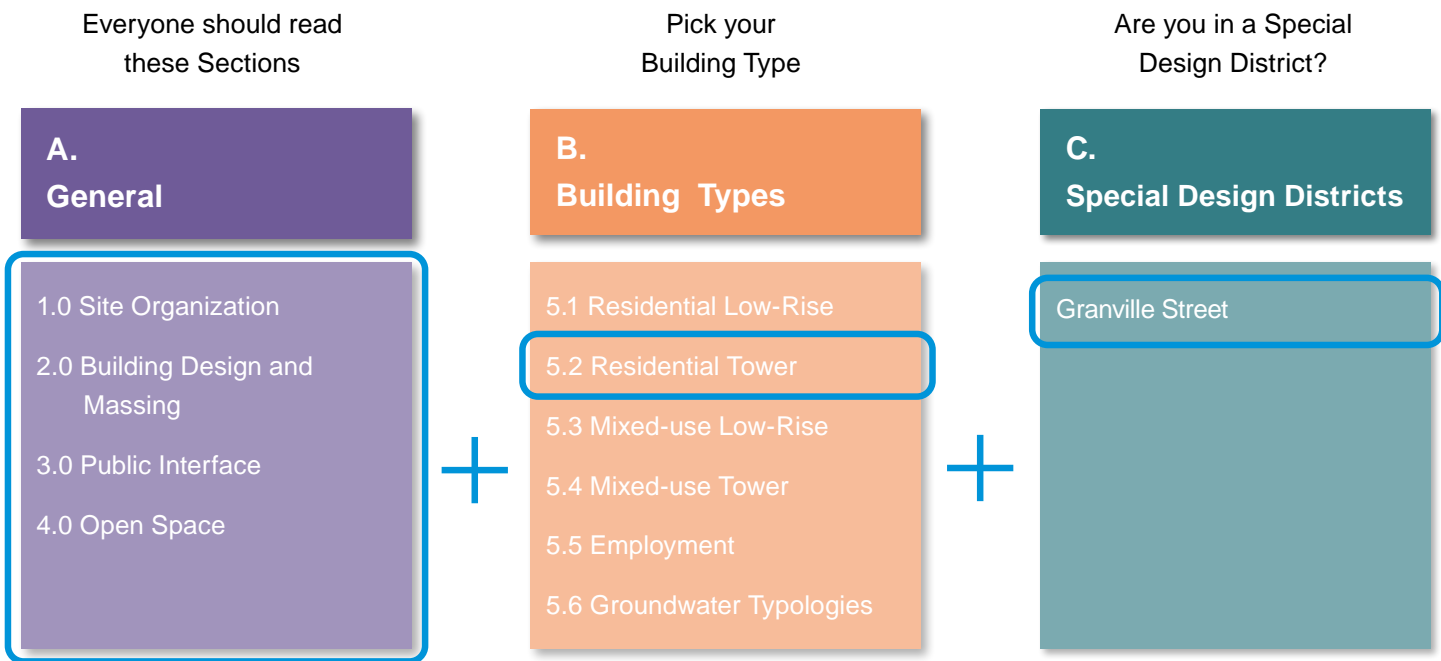 Everyone should read
these Sections
A.
General
1.0 Site Organization
2.0 Building Design and
Massing
3.0 Public Interface
4.0 Open Space
Pick your
Building Type
B.
Building Types
5.1 Residential Low-Rise
5.2 Residential Tower
5.3 Mixed-use Low-Rise
5.4 Mixed-use Tower
5.5 Employment
5.6 Groundwater Typologies
Are you in a Special
Design District?
C.
Special Design Districts
Granville Street